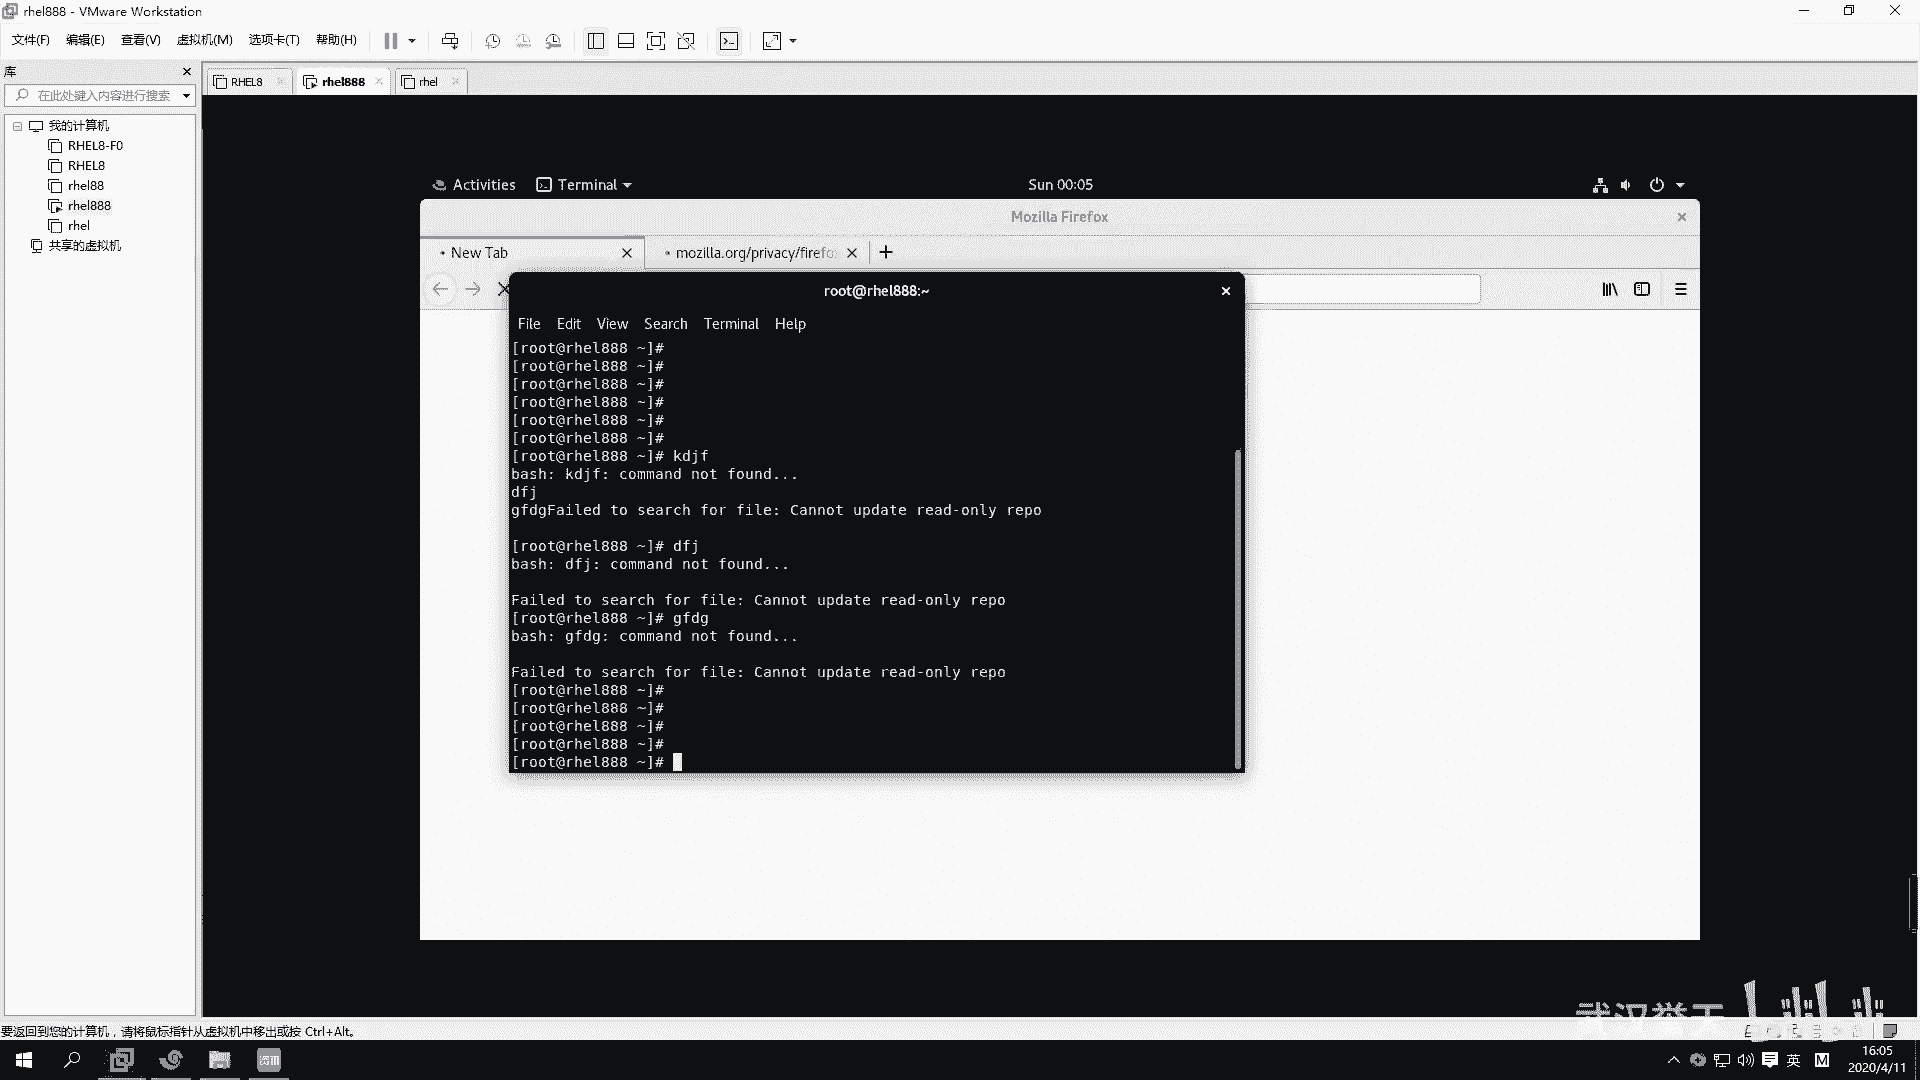 rhel888 - VMware Workstation
文件(F) 编辑(E) 查看(V) 虚拟机(M) 选项卡(T) 帮助(H)
库
在此处键入内容进行搜索
我的计算机
RHEL8-F0
RHEL8
rhel88
rhel888
rhel
共享的虚拟机
RHEL8 rhel888 rhel
Activities Terminal Sun 00:05
Mozilla Firefox
New Tab mozilla.org/privacy/firefo
root@rhel888:~
File Edit View Search Terminal Help
[root@rhel888 ~]#
[root@rhel888 ~]#
[root@rhel888 ~]#
[root@rhel888 ~]#
[root@rhel888 ~]#
[root@rhel888 ~]#
[root@rhel888 ~]# kdjf
bash: kdjf: command not found...
dfj
gfdgFailed to search for file: Cannot update read-only repo
[root@rhel888 ~]# dfj
bash: dfj: command not found...
Failed to search for file: Cannot update read-only repo
[root@rhel888 ~]# gfdg
bash: gfdg: command not found...
Failed to search for file: Cannot update read-only repo
[root@rhel888 ~]#
[root@rhel888 ~]#
[root@rhel888 ~]#
[root@rhel888 ~]#
[root@rhel888 ~]#
武汉誉天
要返回到您的计算机，请将鼠标指针从虚拟机中移出或按 Ctrl+Alt。
英 M
16:05
2020/4/11